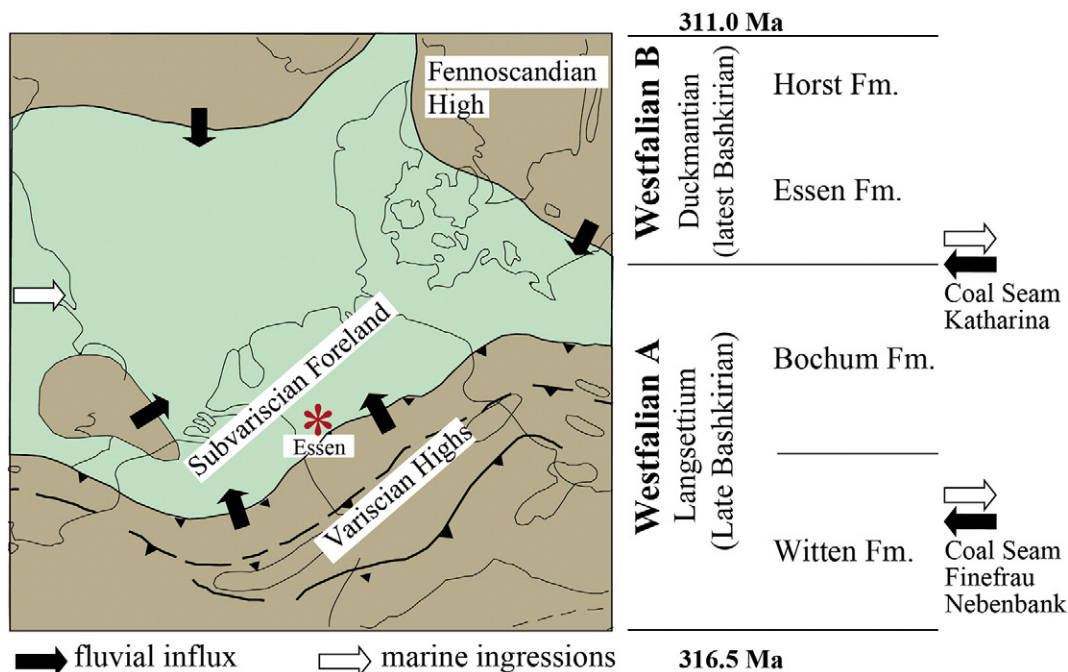 Fennoscandian
High
Subvariscian Foreland
Essen
Variscian Highs
fluvial influx
marine ingressions
311.0 Ma
Westfalian B
Duckmantian
(latest Bashkirian)
Horst Fm.
Essen Fm.
Coal Seam
Katharina
Westfalian A
Langsettium
(Late Bashkirian)
Bochum Fm.
Witten Fm.
Coal Seam
Finefrau
Nebenbank
316.5 Ma